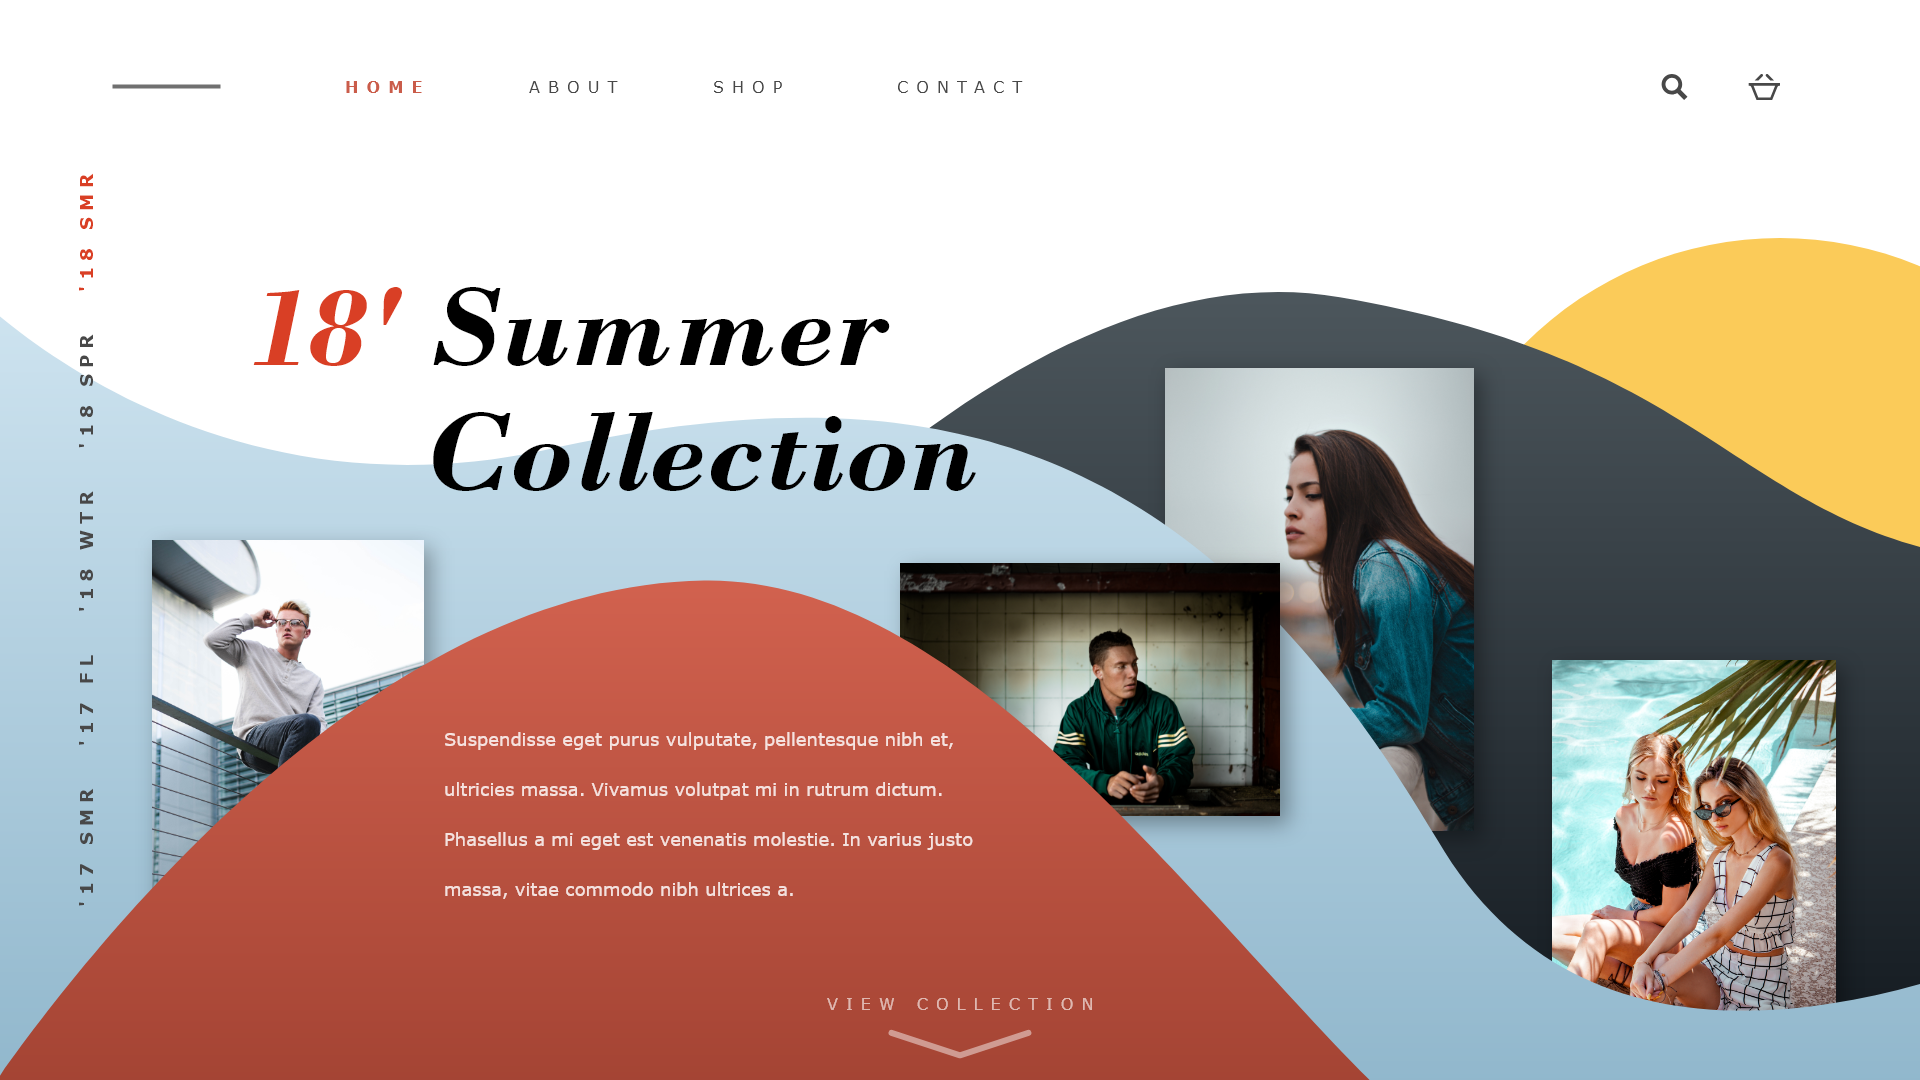 HOME
ABOUT
SHOP
CONTACT
'18 SMR
'18 SPR
'18 WTR
'17 FL
'17 SMR
18' Summer
Collection
Suspendisse eget purus vulputate, pellentesque nibh et,
ultricies massa. Vivamus volutpat mi in rutrum dictum.
Phasellus a mi eget est venenatis molestie. In varius justo
massa, vitae commodo nibh ultrices a.
VIEW COLLECTION